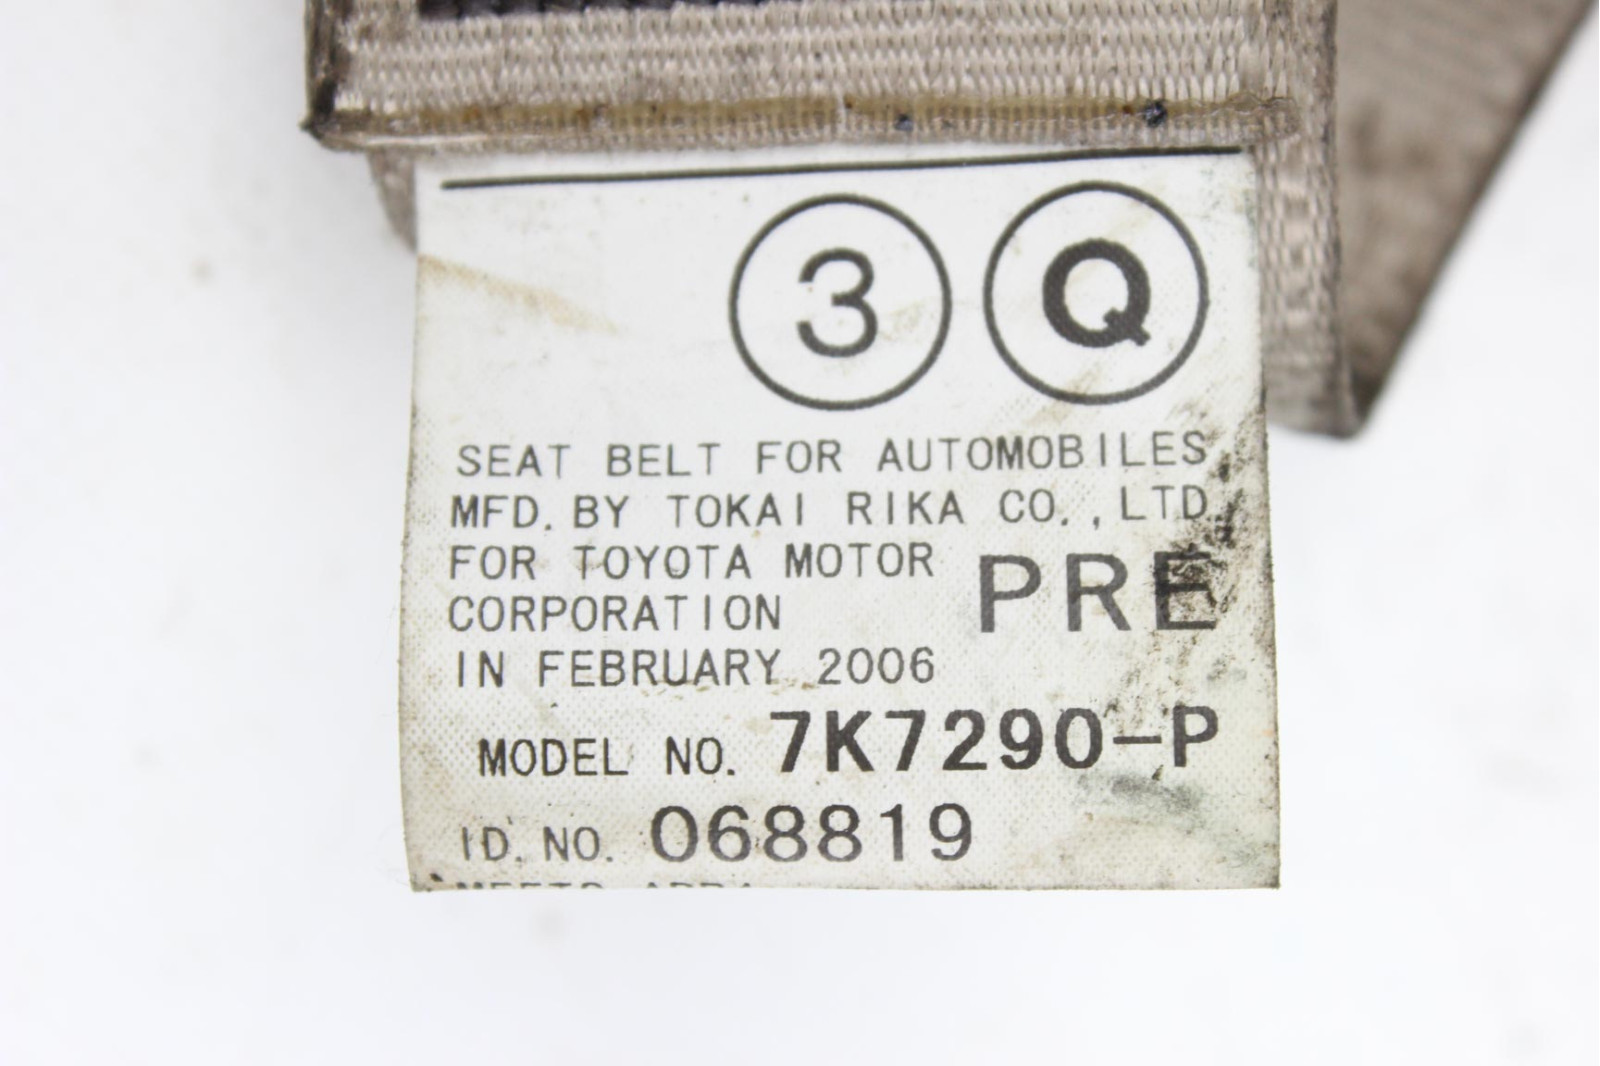 3 Q
SEAT BELT FOR AUTOMOBILES
MFD. BY TOKAI RIKA CO., LTD.
FOR TOYOTA MOTOR PRE
CORPORATION
IN FEBRUARY 2006
MODEL NO. 7K7290-P
ID. NO. 068819